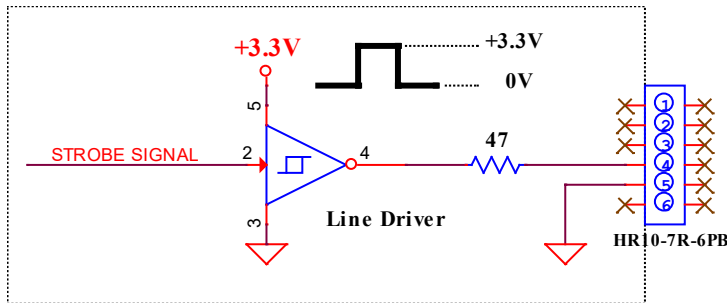 +3.3V
+3.3V
0V
5
1
2
3
4
5
6
STROBE SIGNAL
2
4
47
3
Line Driver
HR10-7R-6PB